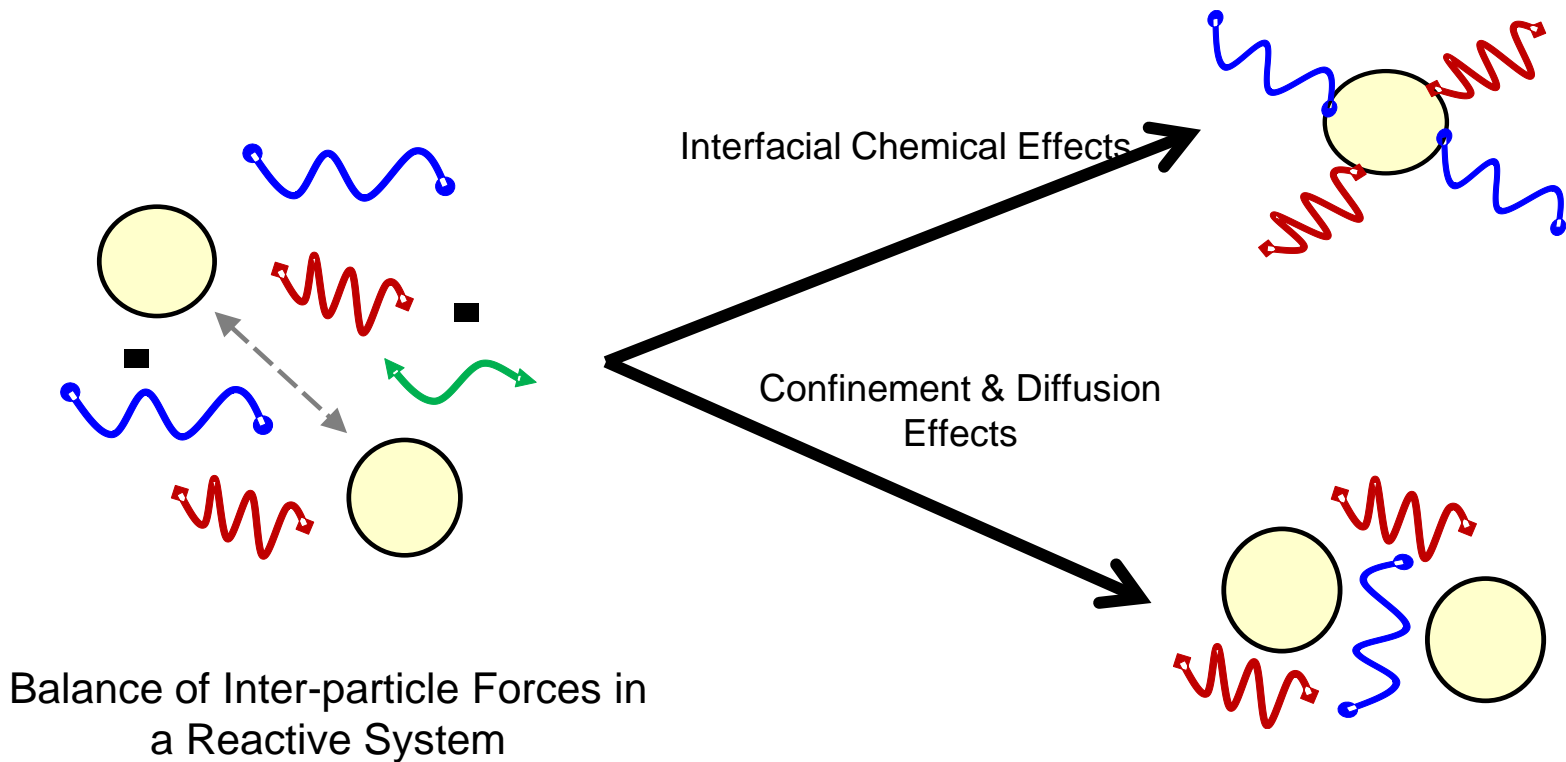 Interfacial Chemical Effects
Confinement & Diffusion
Effects
Balance of Inter-particle Forces in
a Reactive System